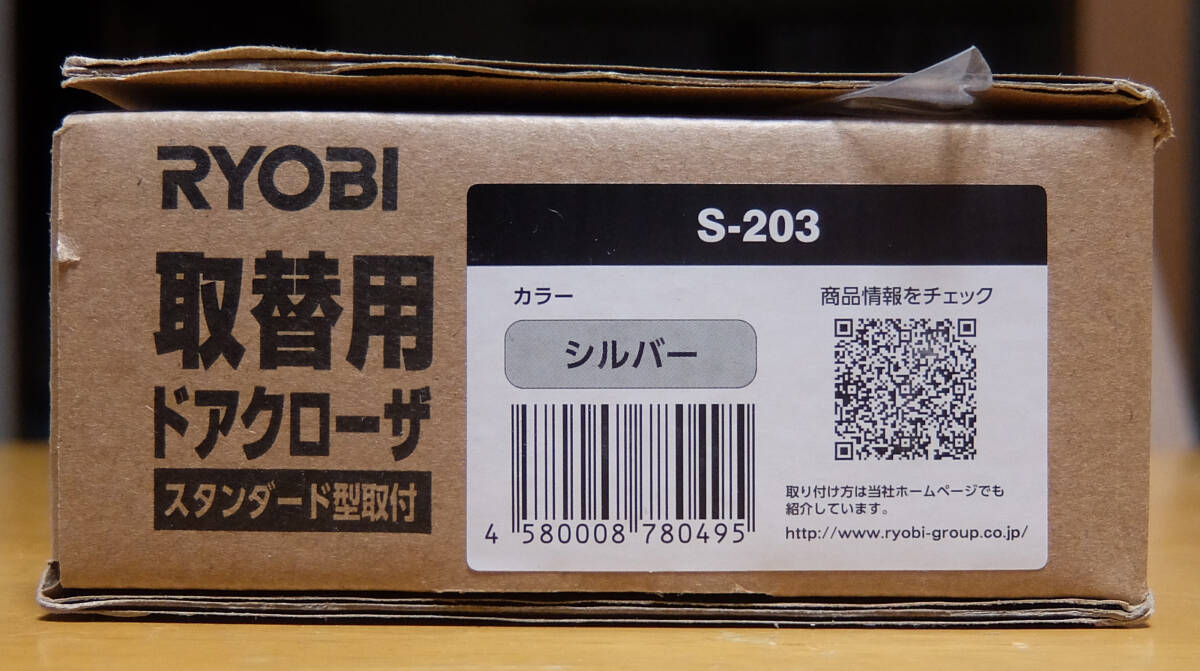 RYOBI
取替用
ドアクローザ
スタンダード型取付
S-203
カラー
シルバー
4 580008 780495
商品情報をチェック
取り付け方は当社ホームページでも
紹介しています。
http://www.ryobi-group.co.jp/